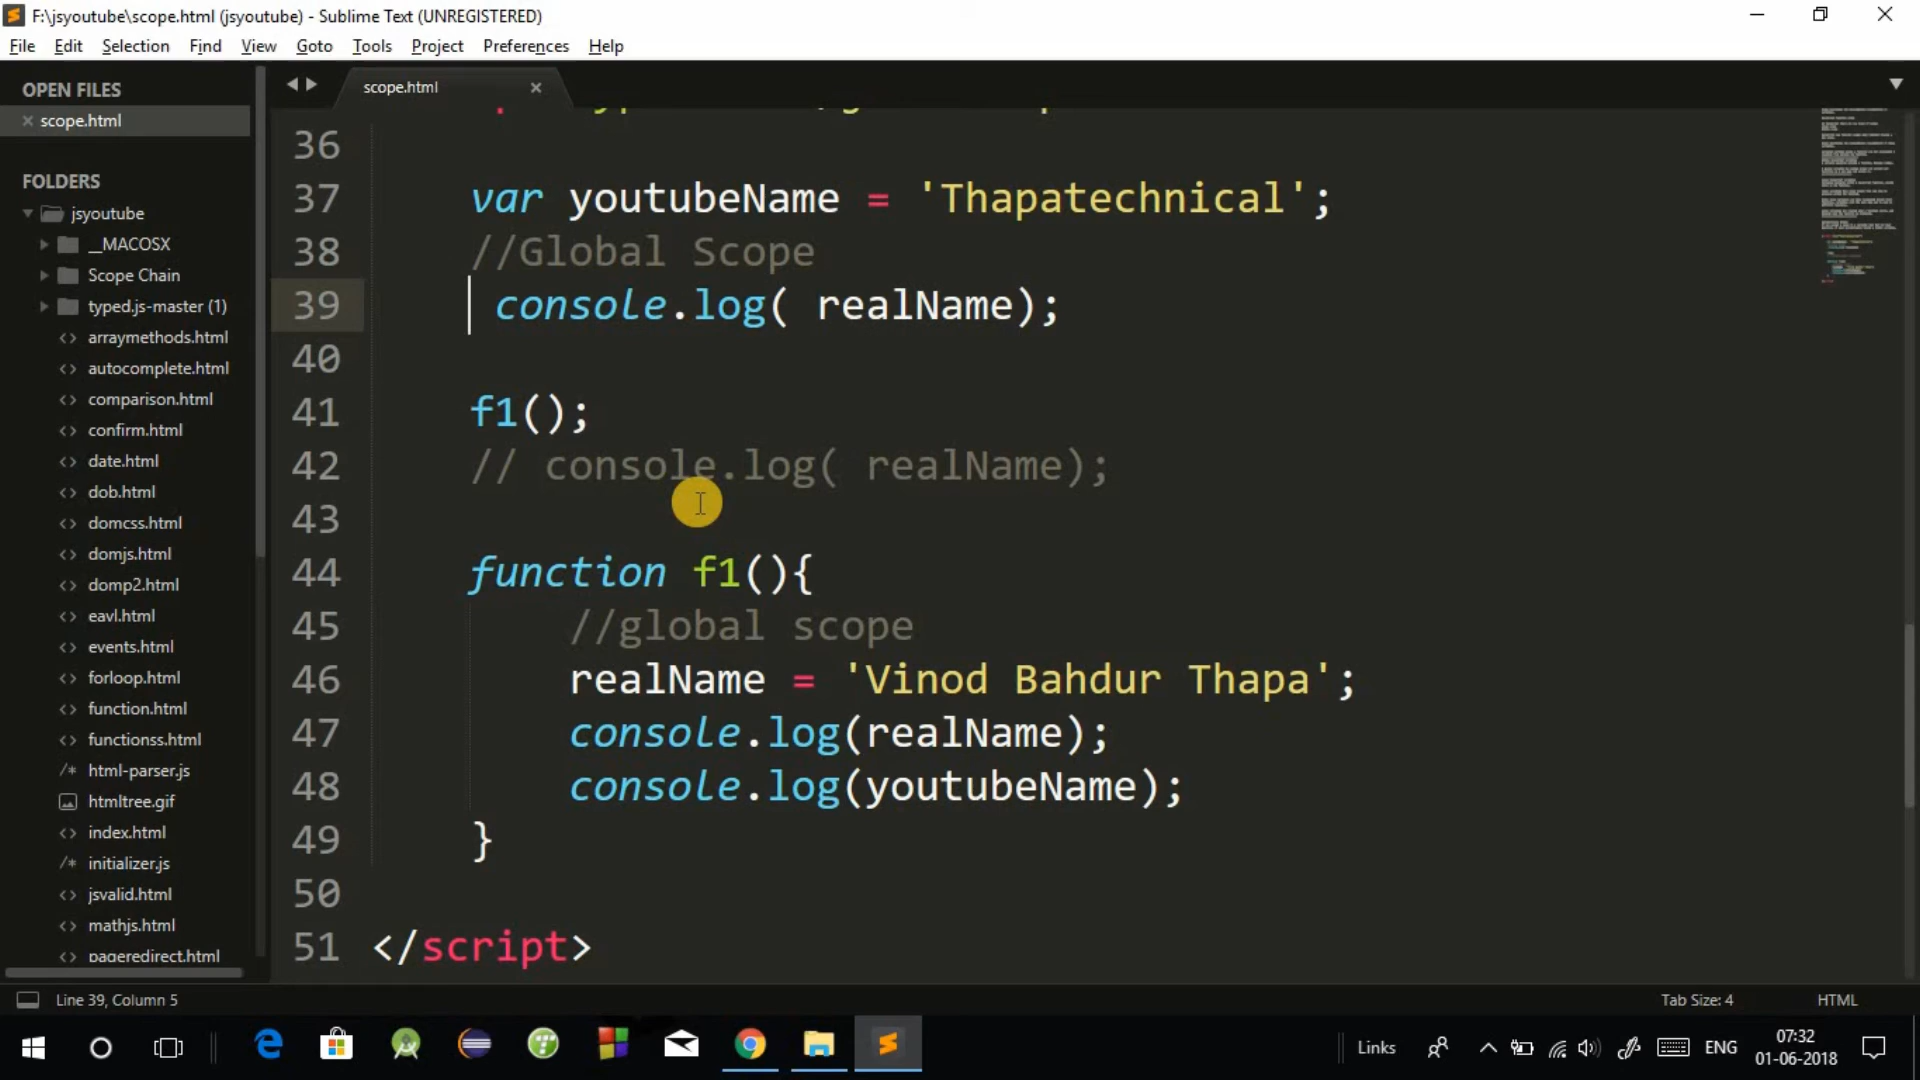 F:\jsyoutube\scope.html (jsyoutube) - Sublime Text (UNREGISTERED)
File Edit Selection Find View Goto Tools Project Preferences Help
OPEN FILES
scope.html
FOLDERS
jsyoutube
__MACOSX
Scope Chain
typed.js-master (1)
arraymethods.html
autocomplete.html
comparison.html
confirm.html
date.html
dob.html
domcss.html
domjs.html
domp2.html
eavl.html
events.html
forloop.html
function.html
functionss.html
html-parser.js
htmltree.gif
index.html
initializer.js
jsvalid.html
mathjs.html
pageredirect.html
scope.html
36
37 var youtubeName = 'Thapatechnical';
38 //Global Scope
39 console.log( realName);
40
41 f1();
42 // console.log( realName);
43
44 function f1(){
45 //global scope
46 realName = 'Vinod Bahdur Thapa';
47 console.log(realName);
48 console.log(youtubeName);
49 }
50
51 </script>
Line 39, Column 5
Tab Size: 4 HTML
Links ENG 07:32
01-06-2018